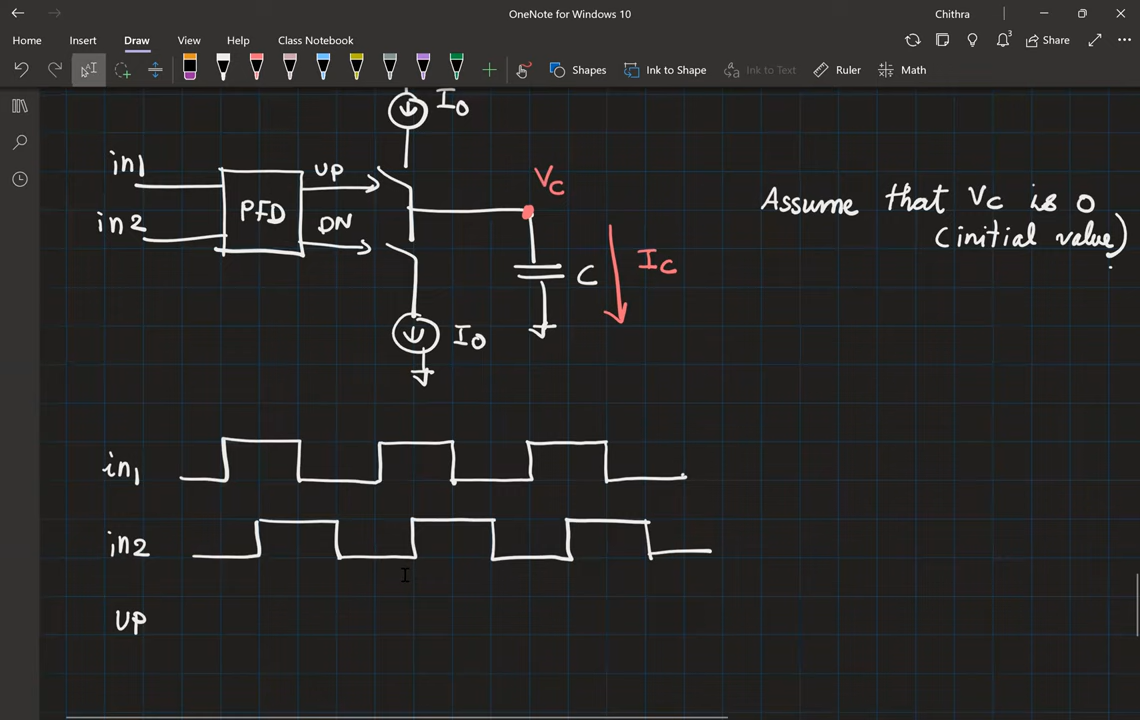 OneNote for Windows 10
Chithra
Home Insert Draw View Help Class Notebook
3 Share
Shapes Ink to Shape Ink to Text Ruler Math
I0
in1 UP
in2 PFD DN
VC
C IC
I0
Assume that VC is 0
(initial value)
in1
in2
UP